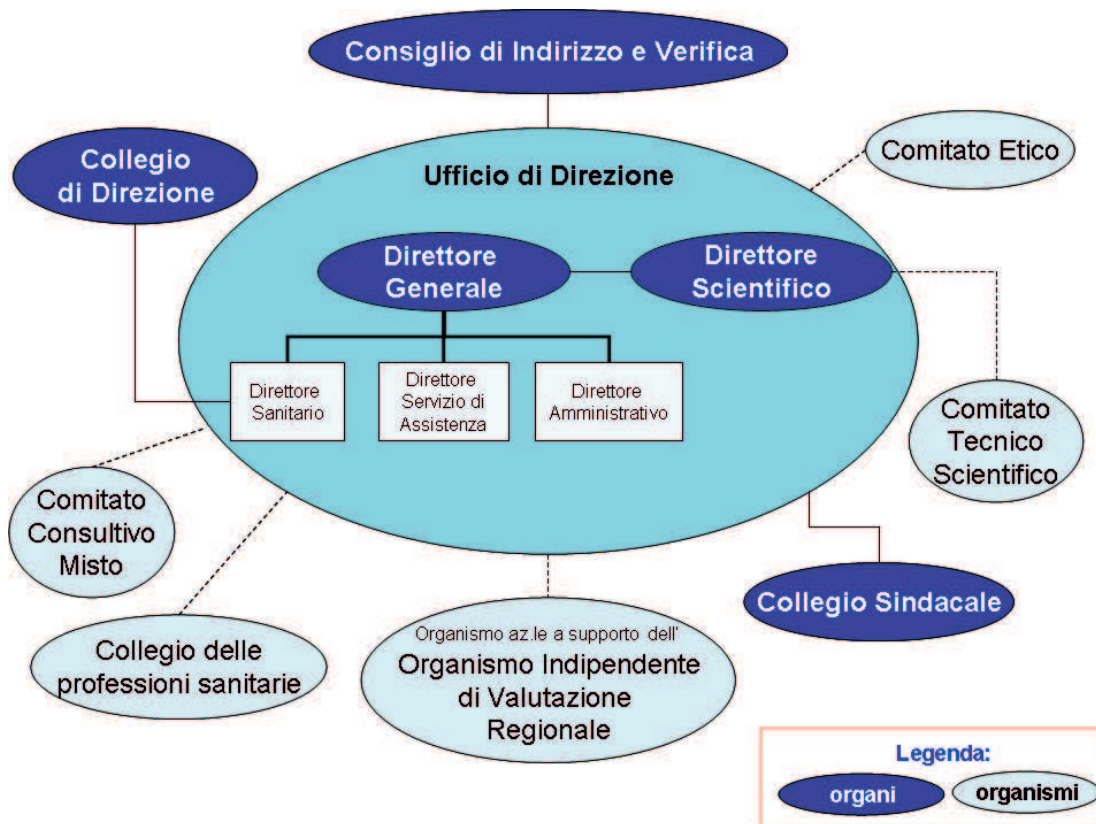 Consiglio di Indirizzo e Verifica
Collegio
di Direzione
Comitato Etico
Ufficio di Direzione
Direttore
Generale
Direttore
Scientifico
Direttore
Sanitario
Direttore
Servizio di
Assistenza
Direttore
Amministrativo
Comitato
Tecnico
Scientifico
Comitato
Consultivo
Misto
Collegio Sindacale
Collegio delle
professioni sanitarie
Organismo az.le a supporto dell'
Organismo Indipendente
di Valutazione
Regionale
Legenda:
organi
organismi